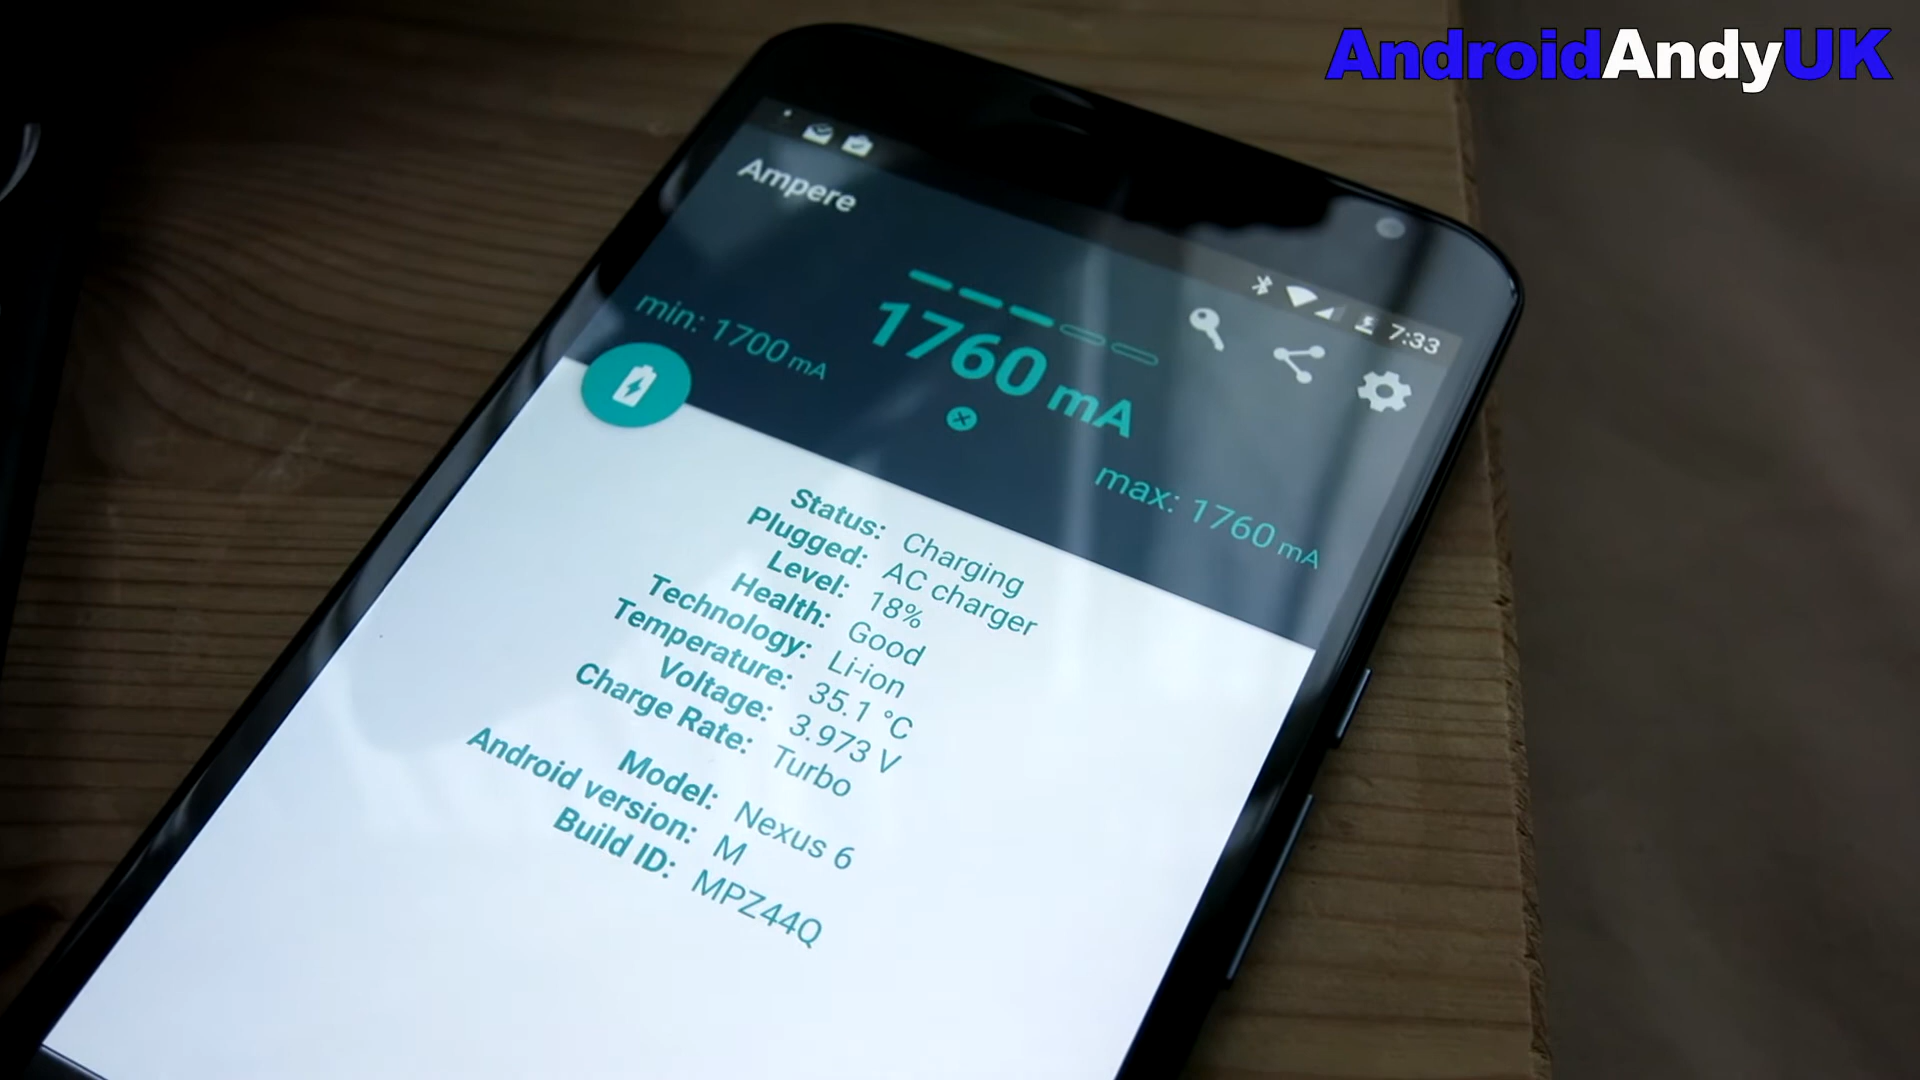 AndroidAndyUK
7:33
Ampere
1760 mA
min: 1700 mA
max: 1760 mA
Status: Charging
Plugged: AC charger
Level: 18%
Health: Good
Technology: Li-ion
Temperature: 35.1 °C
Voltage: 3.973 V
Charge Rate: Turbo
Model: Nexus 6
Android version: M
Build ID: MPZ44Q